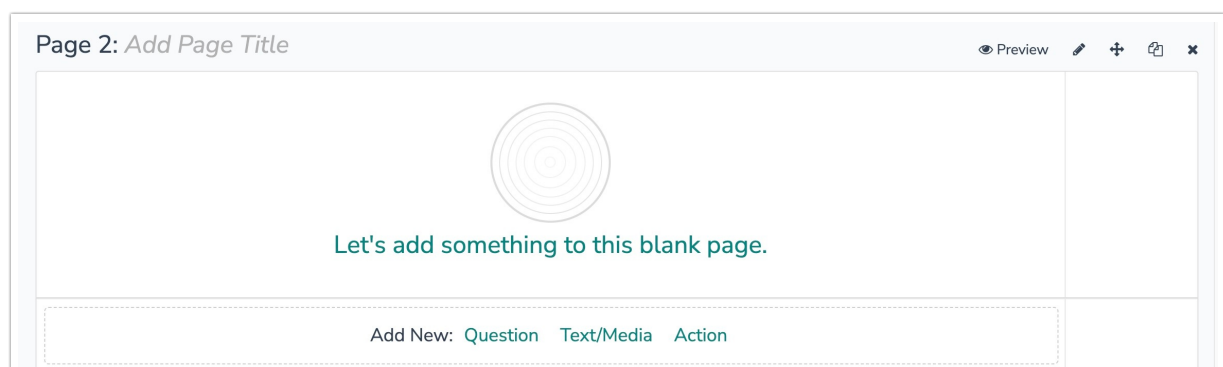 Page 2: Add Page Title
Preview
Let's add something to this blank page.
Add New: Question Text/Media Action